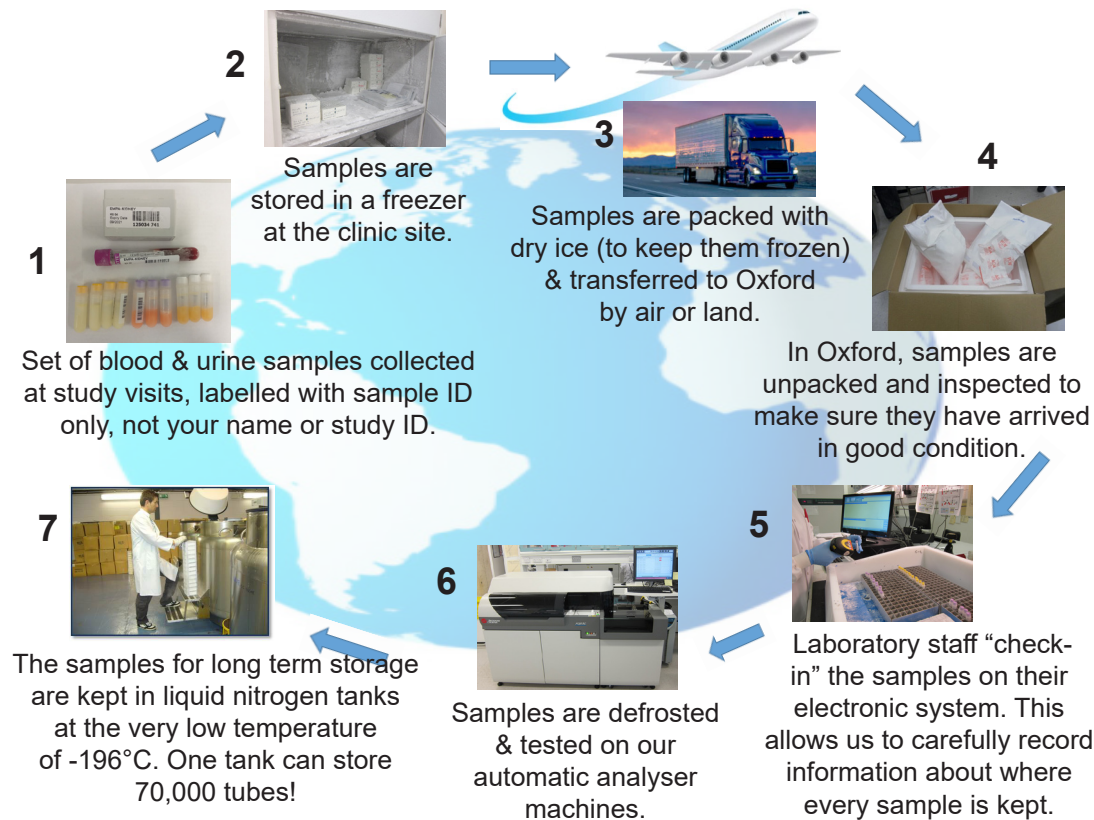 1
Set of blood & urine samples collected
at study visits, labelled with sample ID
only, not your name or study ID.
2
Samples are
stored in a freezer
at the clinic site.
3
Samples are packed with
dry ice (to keep them frozen)
& transferred to Oxford
by air or land.
4
In Oxford, samples are
unpacked and inspected to
make sure they have arrived
in good condition.
5
Laboratory staff “check-
in” the samples on their
electronic system. This
allows us to carefully record
information about where
every sample is kept.
6
Samples are defrosted
& tested on our
automatic analyser
machines.
7
The samples for long term storage
are kept in liquid nitrogen tanks
at the very low temperature
of -196°C. One tank can store
70,000 tubes!